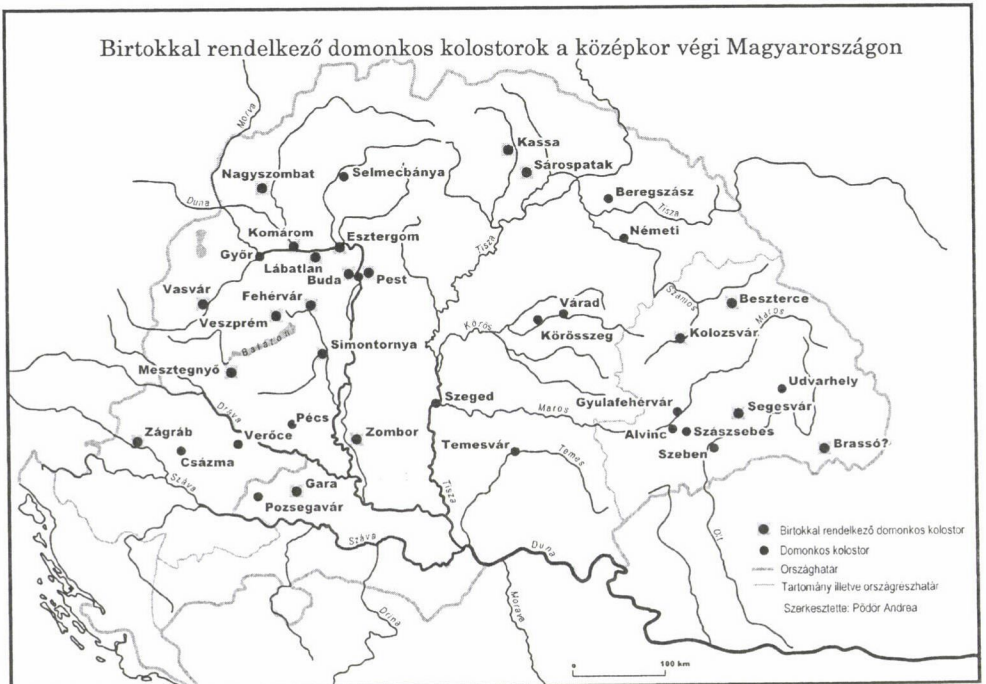 Birtokkal rendelkező domonkos kolostorok a középkor végi Magyarországon
Morva
Kassa
Sárospatak
Nagyszombat
Selmecbánya
Beregszász
Duna
Tisza
Komárom
Esztergom
Németi
Tisza
Győr
Lábatlan
Buda
Pest
Vasvár
Fehérvár
Szamos
Beszterce
Veszprém
Várad
Maros
Balaton
Körös
Körösszeg
Kolozsvár
Simontornya
Mesztegnyő
Udvarhely
Szeged
Gyulafehérvár
Maros
Segesvár
Dráva
Pécs
Alvinc
Szászsebes
Zágráb
Verőce
Zombor
Temesvár
Szeben
Brassó?
Császma
Temes
Száva
Gara
Tisza
Pozsegavár
Száva
Duna
Olt
Birtokkal rendelkező domonkos kolostor
Domonkos kolostor
Országhatar
Tartomány illetve országrészhatár
Szerkesztette: Pődör Andrea
Drina
Morava
0
100 km